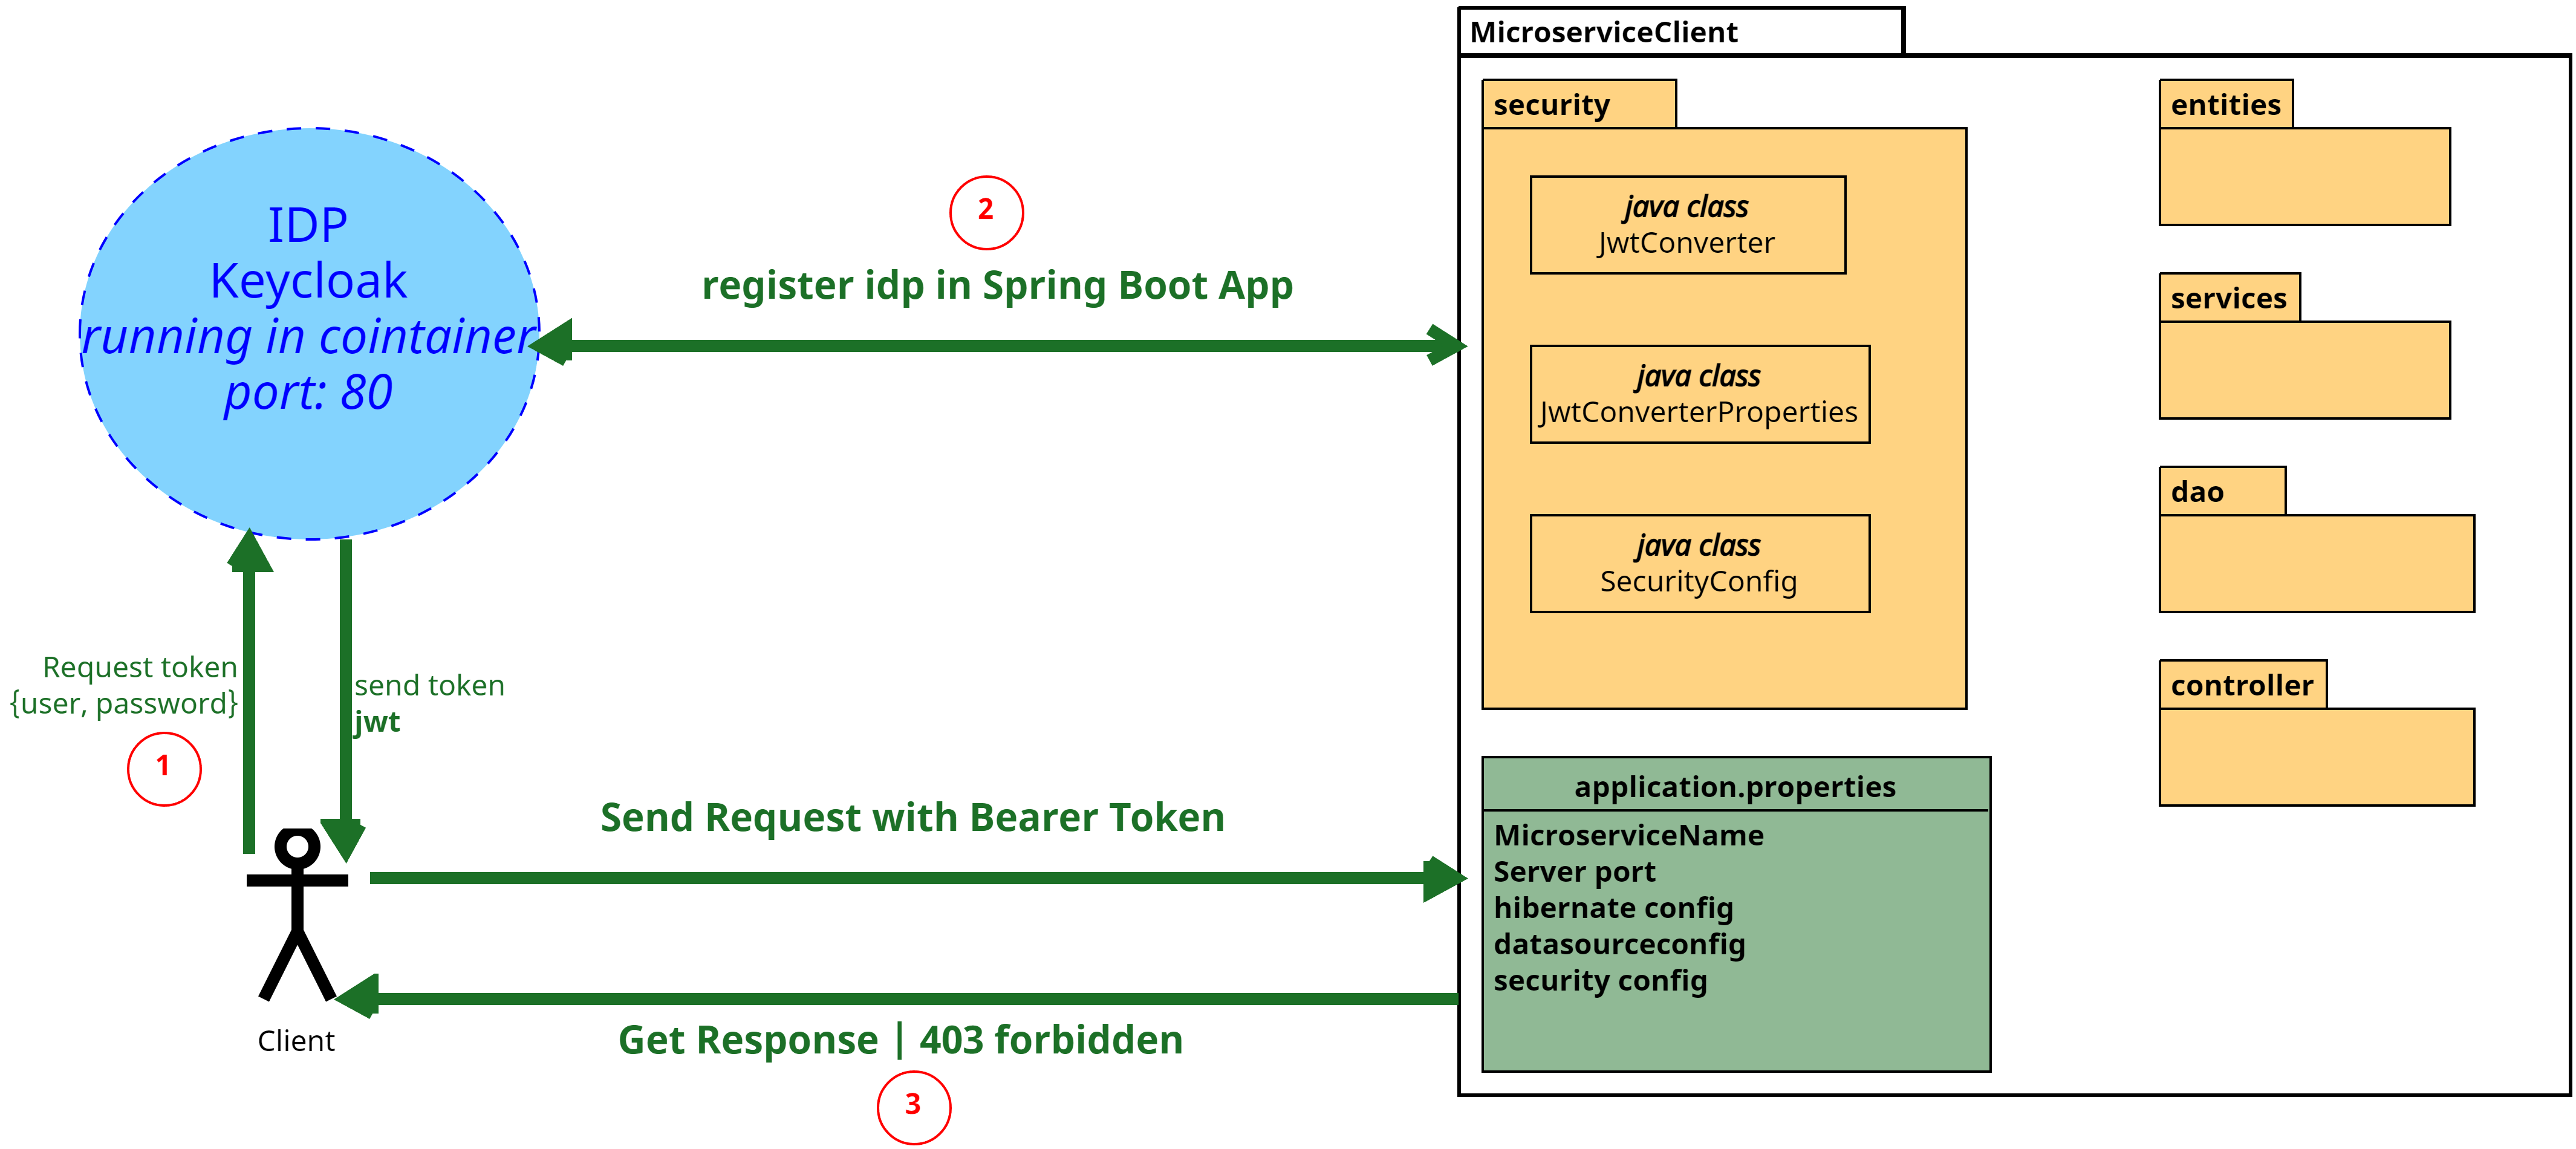 MicroserviceClient
security
entities
java class
JwtConverter
IDP
Keycloak
running in cointainer
port: 80
2
register idp in Spring Boot App
services
java class
JwtConverterProperties
dao
java class
SecurityConfig
Request token
{user, password}
1
send token
jwt
controller
application.properties
MicroserviceName
Server port
hibernate config
datasourceconfig
security config
Send Request with Bearer Token
Client
Get Response | 403 forbidden
3